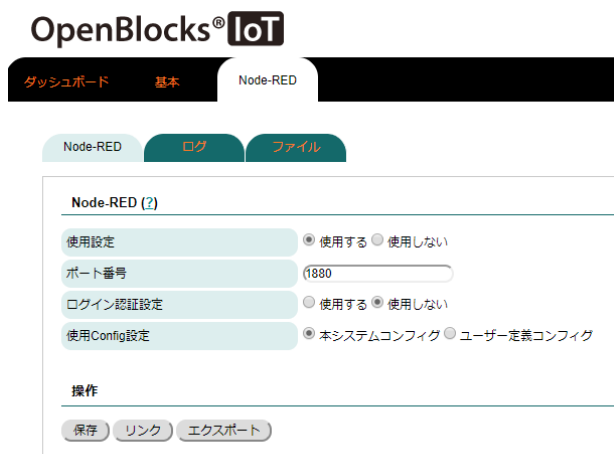 OpenBlocks® IoT
ダッシュボード 基本 Node-RED
Node-RED ログ ファイル
Node-RED (?)
使用設定 使用する 使用しない
ポート番号 1880
ログイン認証設定 使用する 使用しない
使用Config設定 本システムコンフィグ ユーザー定義コンフィグ
操作
保存 リンク エクスポート